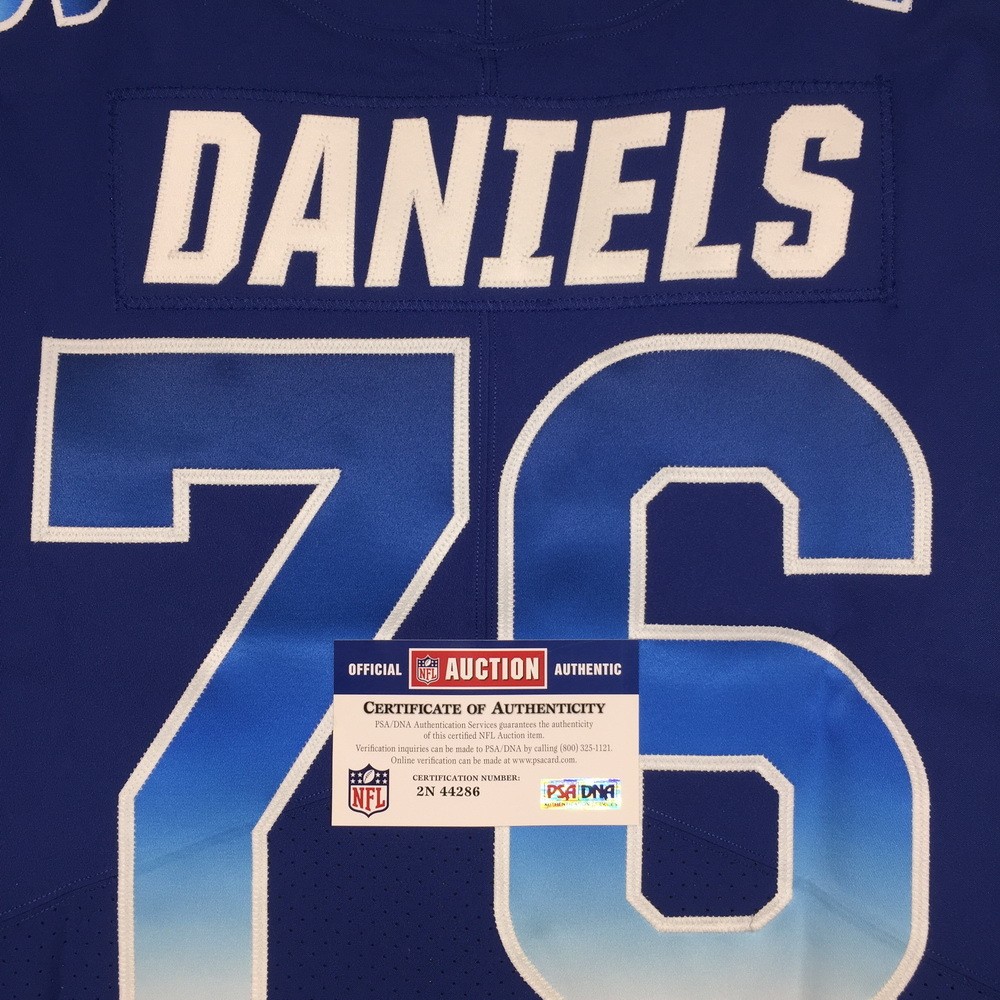 DANIELS
76
OFFICIAL NFL AUCTION AUTHENTIC
CERTIFICATE OF AUTHENTICITY
PSA/DNA Authentication Services guarantees the authenticity
of this certified NFL Auction item.
Verification inquiries can be made to PSA/DNA by calling (800) 325-1121.
Online verification can be made at www.psacard.com.
CERTIFICATION NUMBER:
2N 44286
NFL
PSA DNA